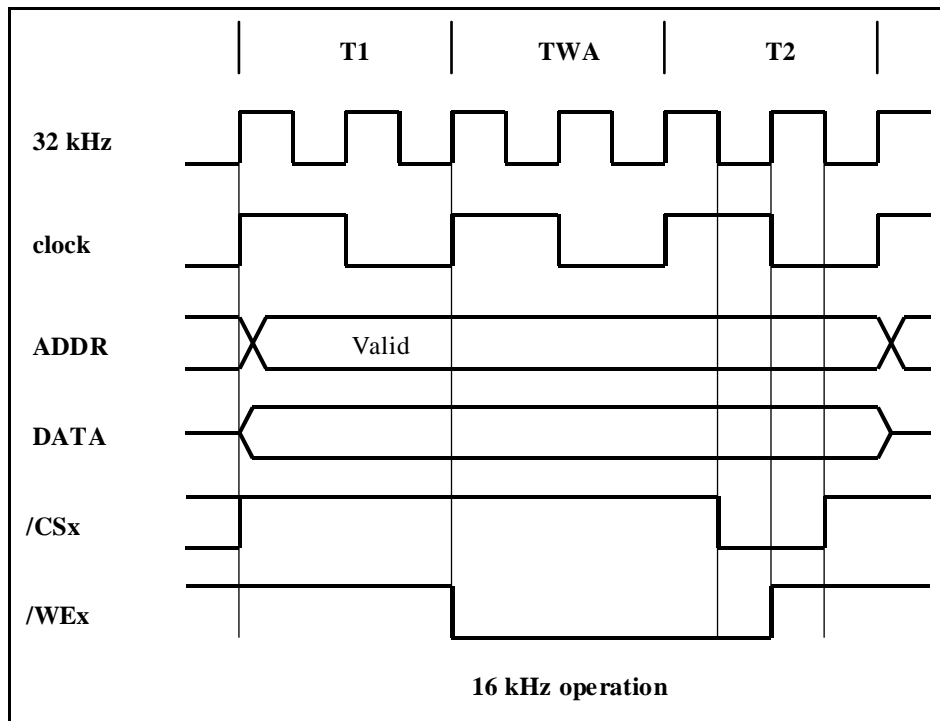 T1 TWA T2
32 kHz
clock
ADDR Valid
DATA
/CSx
/WEx
16 kHz operation